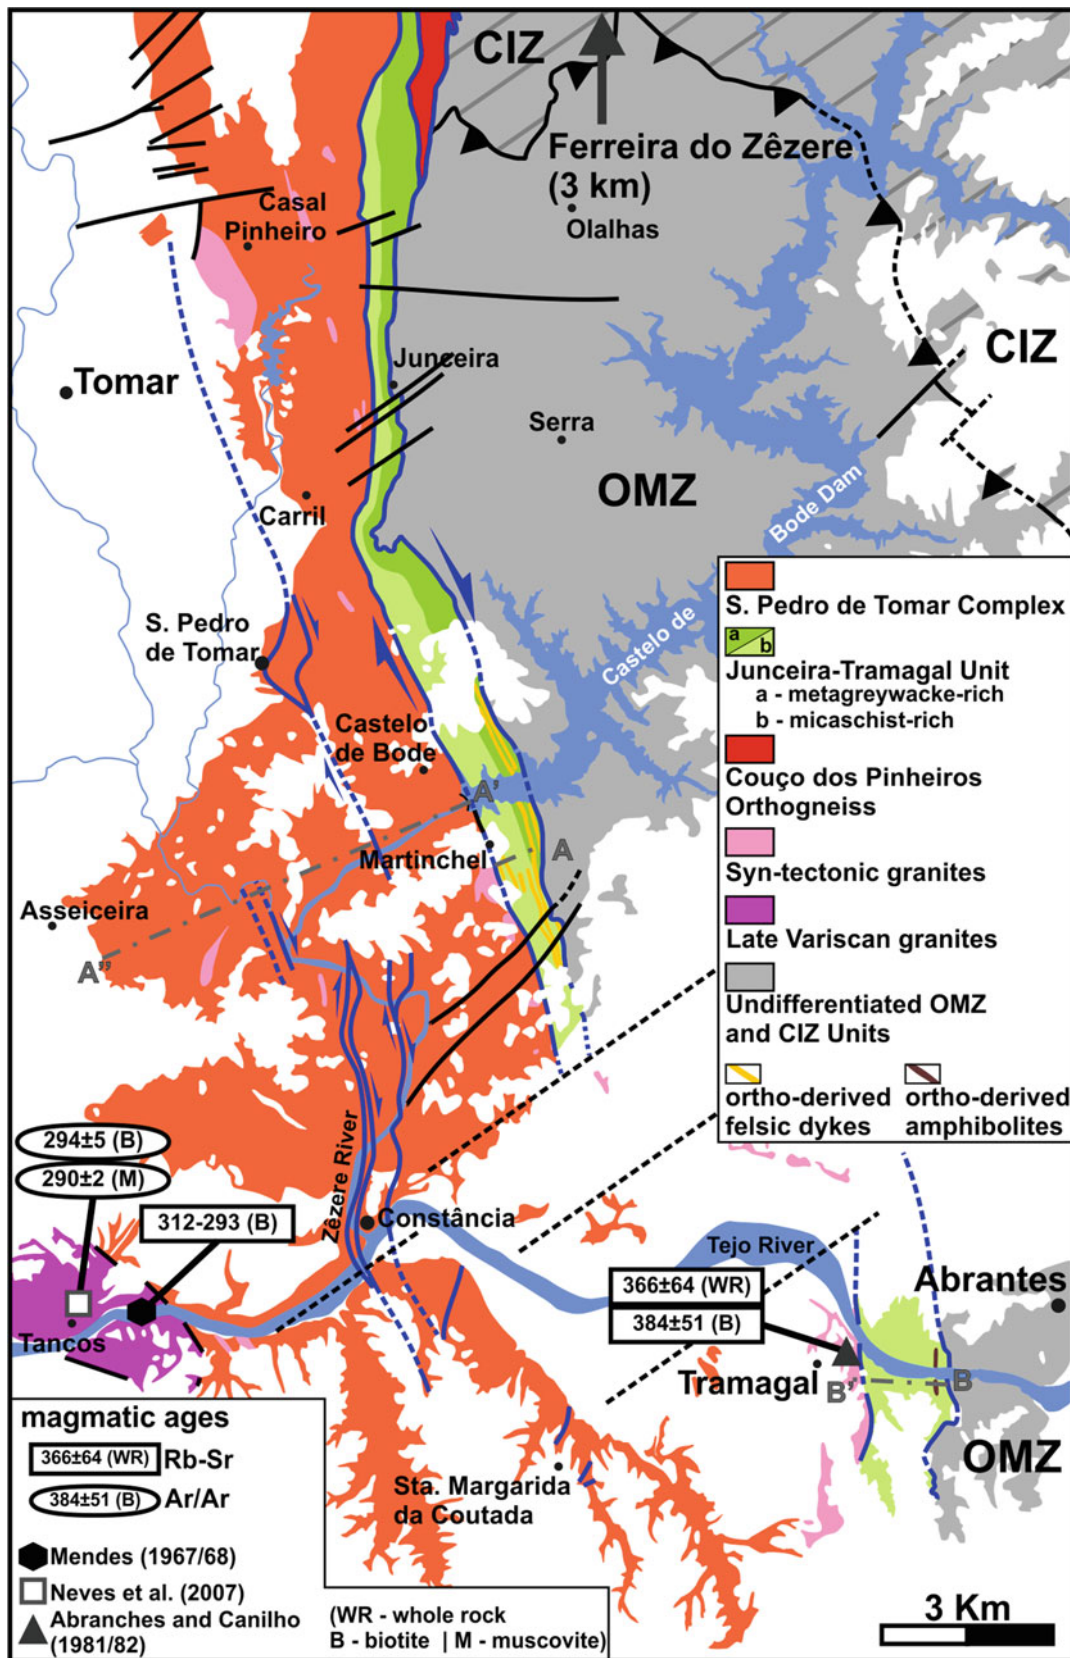 CIZ
Ferreira do Zêzere
(3 km)
Olalhas
Casal
Pinheiro
CIZ
Tomar
Junceira
Serra
OMZ
Carril
Bode Dam
Castelo de
S. Pedro
de Tomar
Castelo
de Bode
A'
Martinchel
A
Asseiceira
A"
S. Pedro de Tomar Complex
a b
Junceira-Tramagal Unit
a - metagreywacke-rich
b - micaschist-rich
Couço dos Pinheiros
Orthogneiss
Syn-tectonic granites
Late Variscan granites
Undifferentiated OMZ
and CIZ Units
ortho-derived
felsic dykes
ortho-derived
amphibolites
294±5 (B)
290±2 (M)
312-293 (B)
Zêzere River
Constância
Tejo River
366±64 (WR)
384±51 (B)
Abrantes
Tancos
Tramagal
B'
B
OMZ
Sta. Margarida
da Coutada
magmatic ages
366±64 (WR) Rb-Sr
384±51 (B) Ar/Ar
Mendes (1967/68)
Neves et al. (2007)
Abranches and Canilho
(1981/82)
(WR - whole rock
B - biotite | M - muscovite)
3 Km